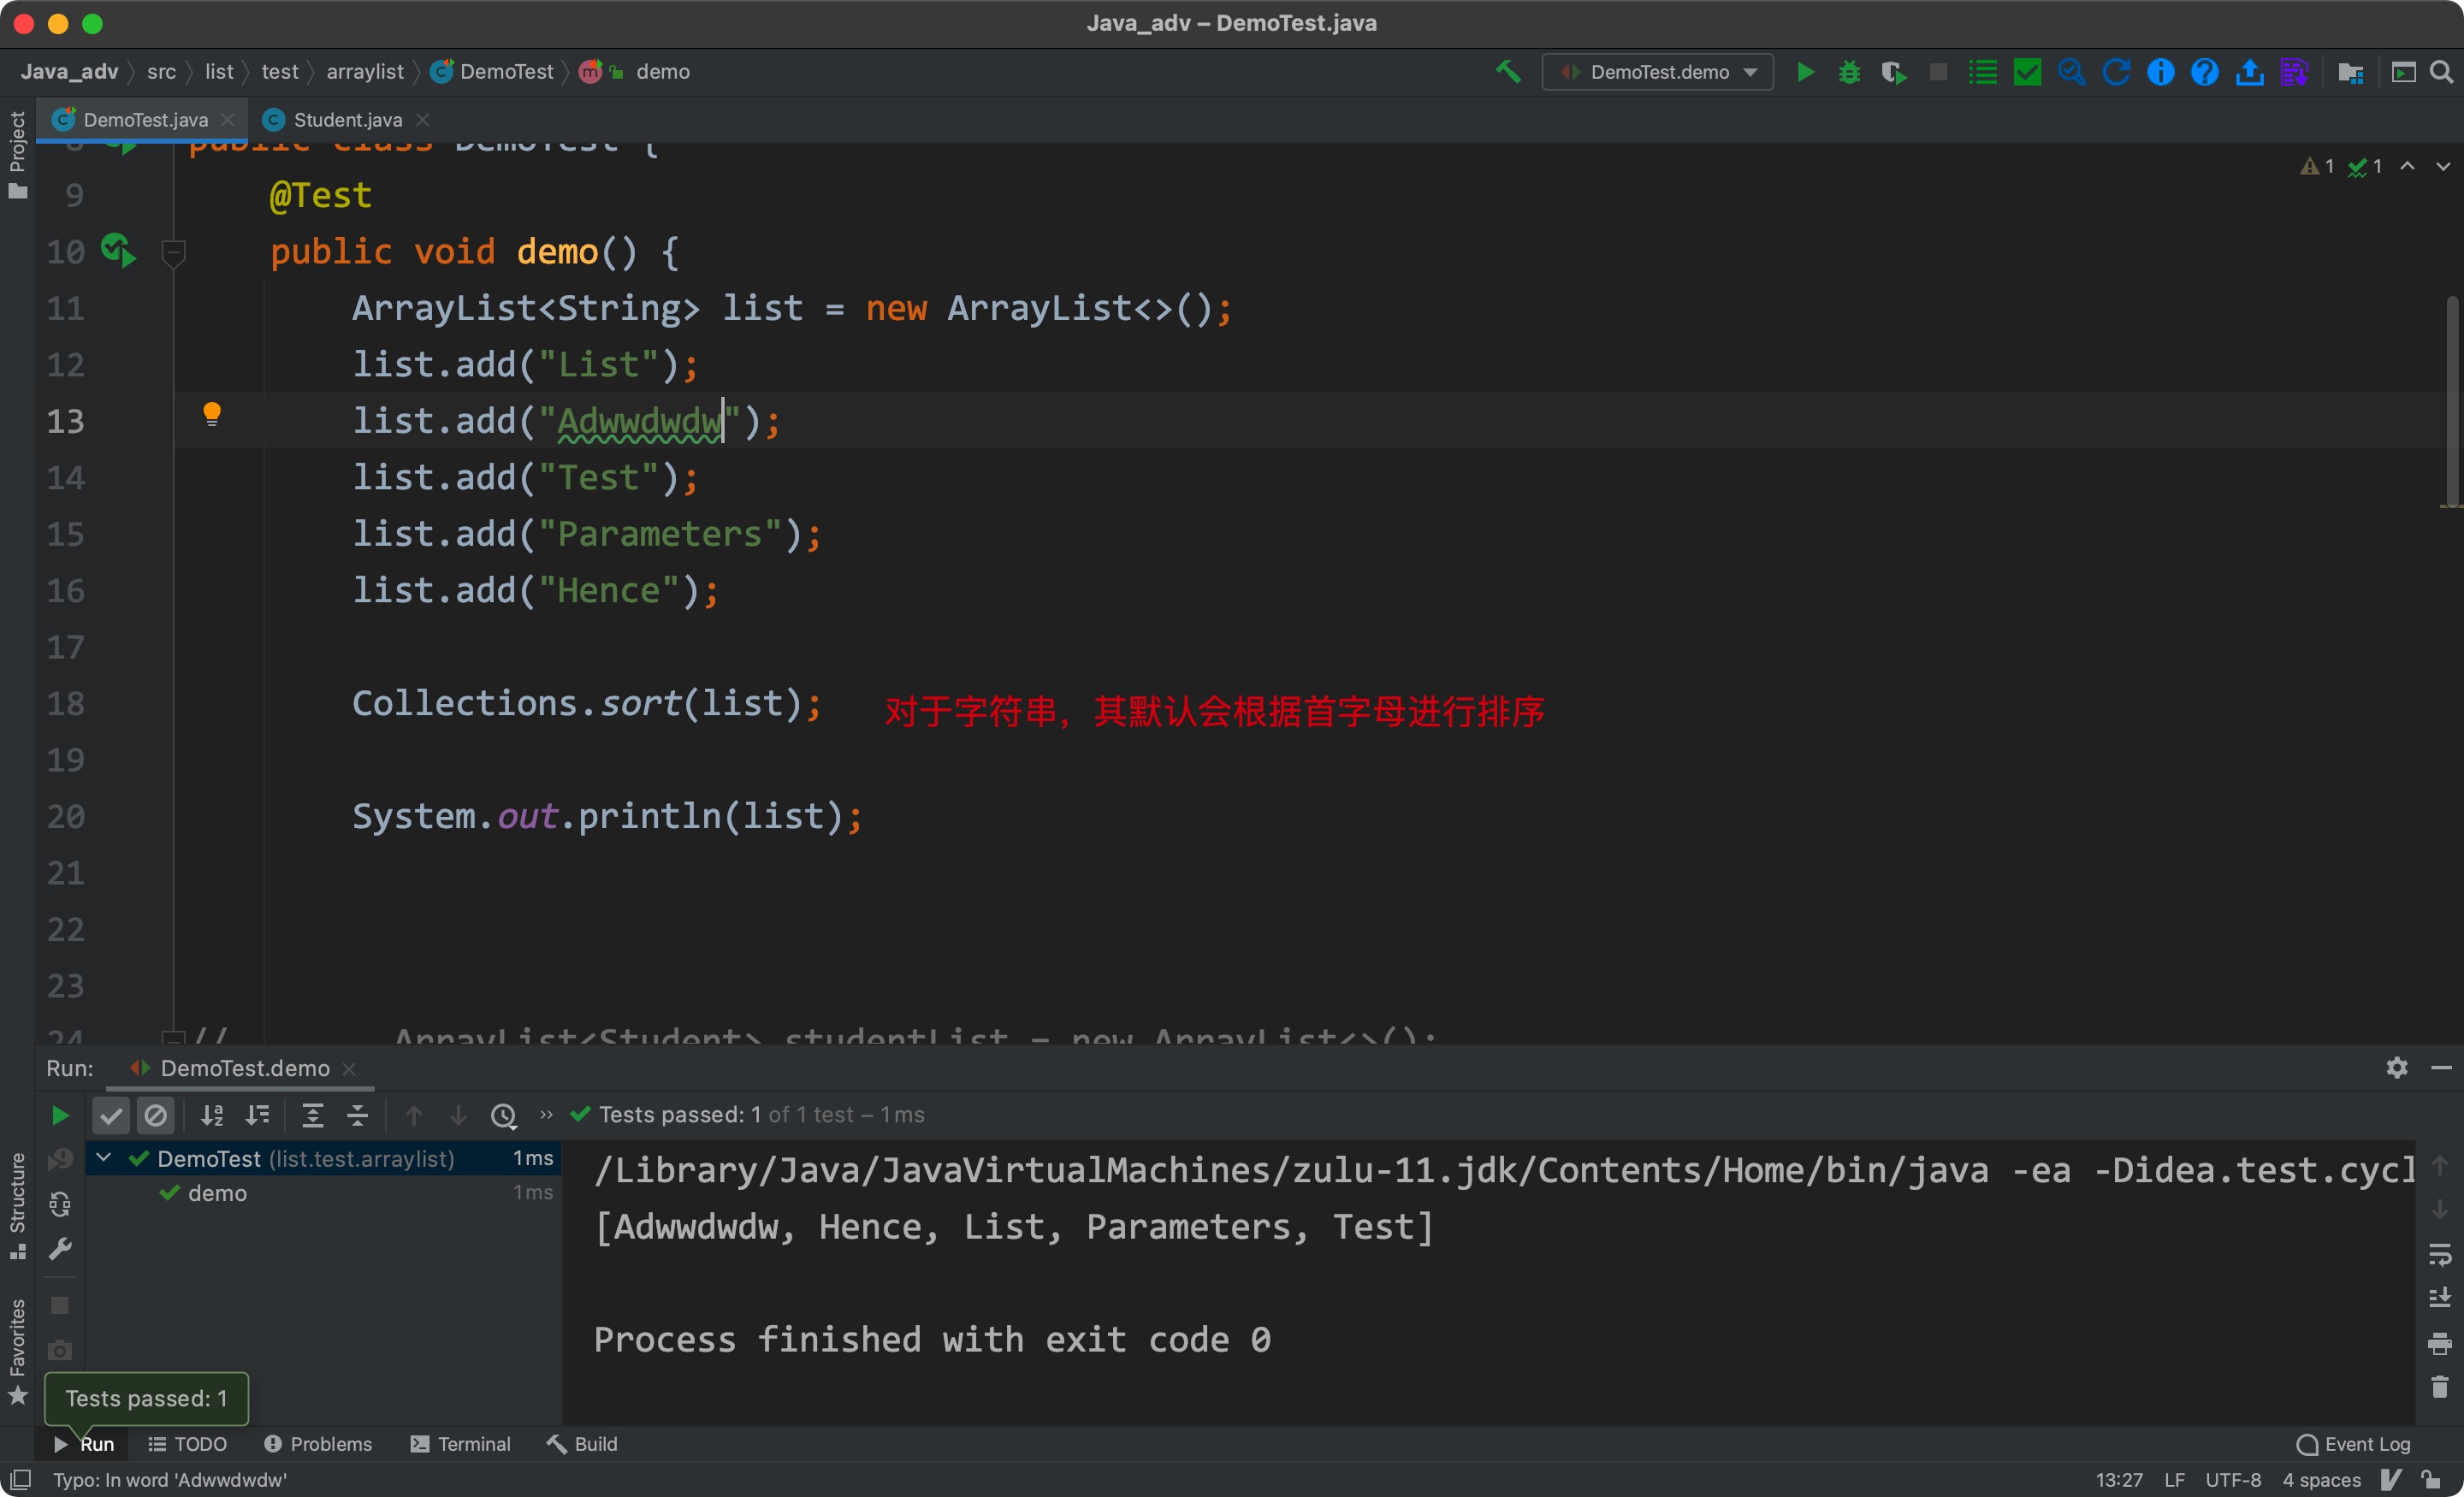 Java_adv – DemoTest.java
Java_adv src list test arraylist DemoTest demo DemoTest.demo
Project
DemoTest.java Student.java
8 public class DemoTest {
1 1
9 @Test
10 public void demo() {
11 ArrayList<String> list = new ArrayList<>();
12 list.add("List");
13 list.add("Adwwdwdw");
14 list.add("Test");
15 list.add("Parameters");
16 list.add("Hence");
17
18 Collections.sort(list); 对于字符串，其默认会根据首字母进行排序
19
20 System.out.println(list);
21
22
23
24 // ArrayList<Student> studentList = new ArrayList<>();
Run: DemoTest.demo
Tests passed: 1 of 1 test – 1ms
DemoTest (list.test.arraylist) 1ms
demo 1ms
/Library/Java/JavaVirtualMachines/zulu-11.jdk/Contents/Home/bin/java -ea -Didea.test.cycl
[Adwwdwdw, Hence, List, Parameters, Test]
Process finished with exit code 0
Structure
Favorites
Tests passed: 1
Run TODO Problems Terminal Build Event Log
Typo: In word 'Adwwdwdw' 13:27 LF UTF-8 4 spaces